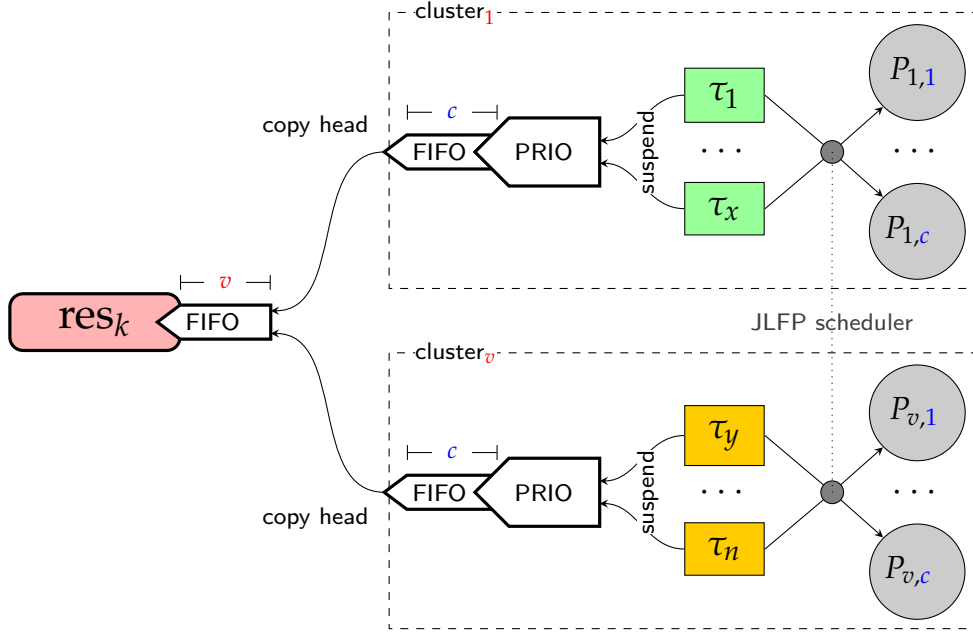 cluster₁
P₁,₁
τ₁
c
copy head
FIFO
PRIO
suspend
· · ·
· · ·
τₓ
P₁,c
v
resₖ
FIFO
JLFP scheduler
clusterᵥ
Pᵥ,₁
τy
c
FIFO
PRIO
suspend
· · ·
· · ·
copy head
τₙ
Pᵥ,c